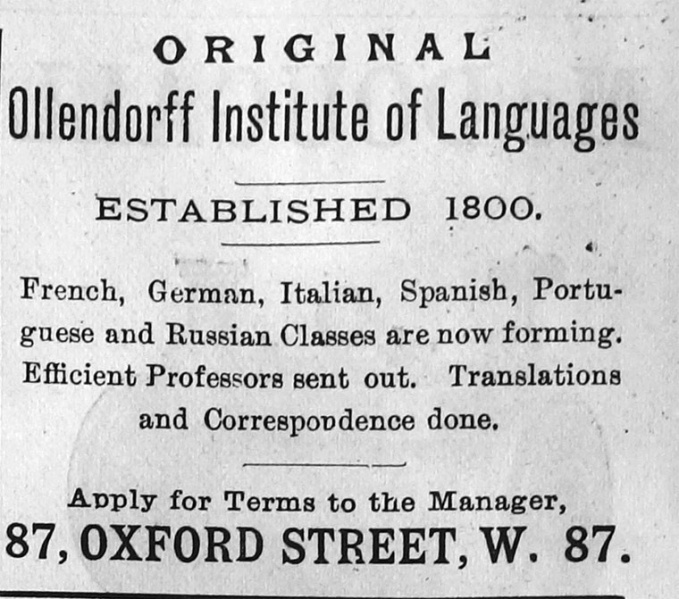 ORIGINAL
Ollendorff Institute of Languages
ESTABLISHED 1800.
French, German, Italian, Spanish, Portu-
guese and Russian Classes are now forming.
Efficient Professors sent out. Translations
and Correspondence done.
Apply for Terms to the Manager,
87, OXFORD STREET, W. 87.